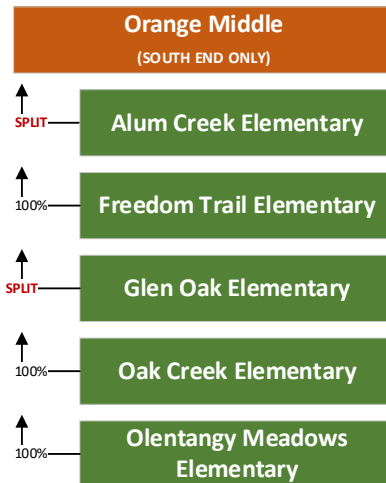 Orange Middle
(SOUTH END ONLY)
SPLIT
Alum Creek Elementary
100%
Freedom Trail Elementary
SPLIT
Glen Oak Elementary
100%
Oak Creek Elementary
100%
Olentangy Meadows
Elementary